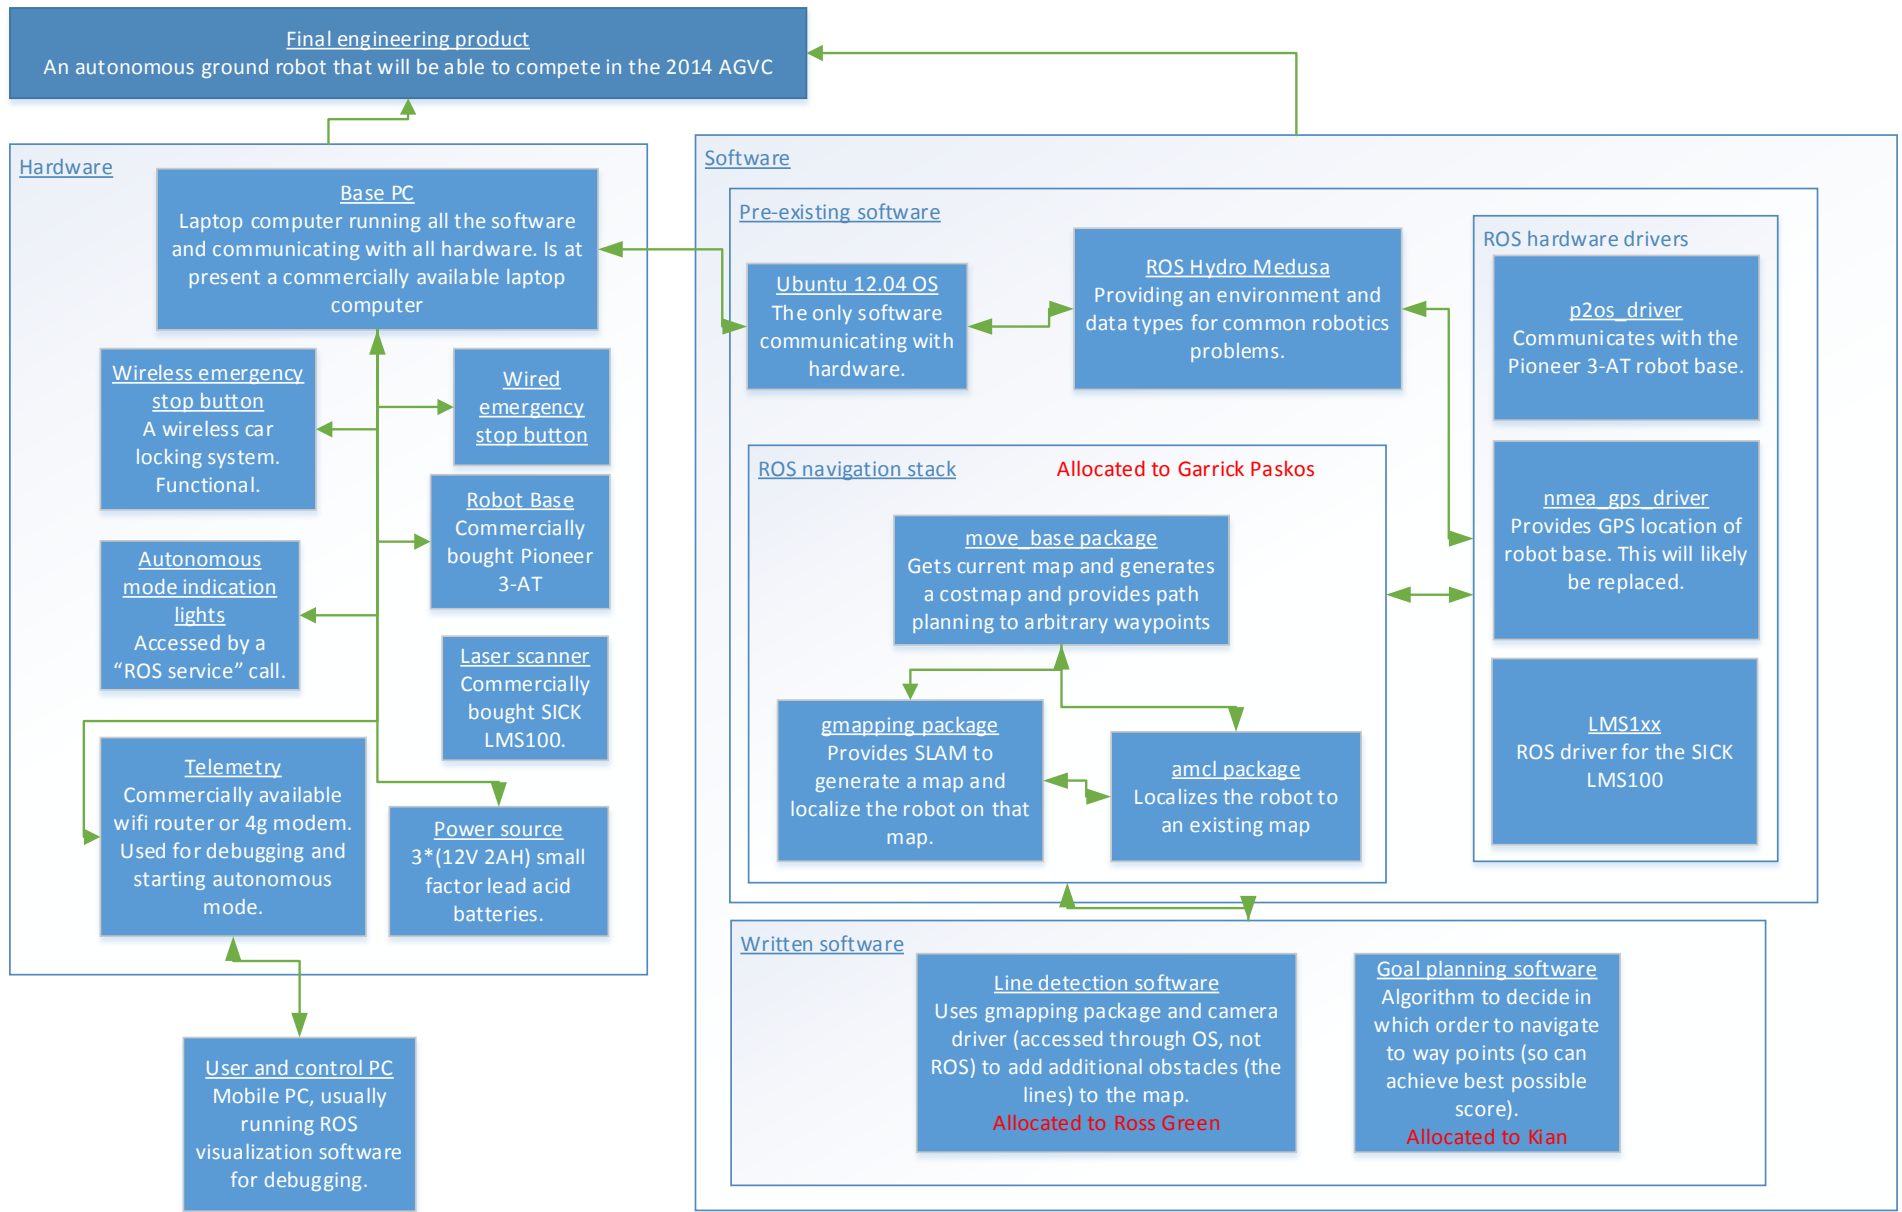 Final engineering product
An autonomous ground robot that will be able to compete in the 2014 AGVC
Hardware
Base PC
Laptop computer running all the software
and communicating with all hardware. Is at
present a commercially available laptop
computer
Wireless emergency
stop button
A wireless car
locking system.
Functional.
Wired
emergency
stop button
Robot Base
Commercially
bought Pioneer
3-AT
Autonomous
mode indication
lights
Accessed by a
“ROS service” call.
Laser scanner
Commercially
bought SICK
LMS100.
Telemetry
Commercially available
wifi router or 4g modem.
Used for debugging and
starting autonomous
mode.
Power source
3*(12V 2AH) small
factor lead acid
batteries.
User and control PC
Mobile PC, usually
running ROS
visualization software
for debugging.
Software
Pre-existing software
Ubuntu 12.04 OS
The only software
communicating with
hardware.
ROS Hydro Medusa
Providing an environment and
data types for common robotics
problems.
ROS hardware drivers
p2os_driver
Communicates with the
Pioneer 3-AT robot base.
nmea_gps_driver
Provides GPS location of
robot base. This will likely
be replaced.
LMS1xx
ROS driver for the SICK
LMS100
ROS navigation stack
Allocated to Garrick Paskos
move_base package
Gets current map and generates
a costmap and provides path
planning to arbitrary waypoints
gmapping package
Provides SLAM to
generate a map and
localize the robot on that
map.
amcl package
Localizes the robot to
an existing map
Written software
Line detection software
Uses gmapping package and camera
driver (accessed through OS, not
ROS) to add additional obstacles (the
lines) to the map.
Allocated to Ross Green
Goal planning software
Algorithm to decide in
which order to navigate
to way points (so can
achieve best possible
score).
Allocated to Kian